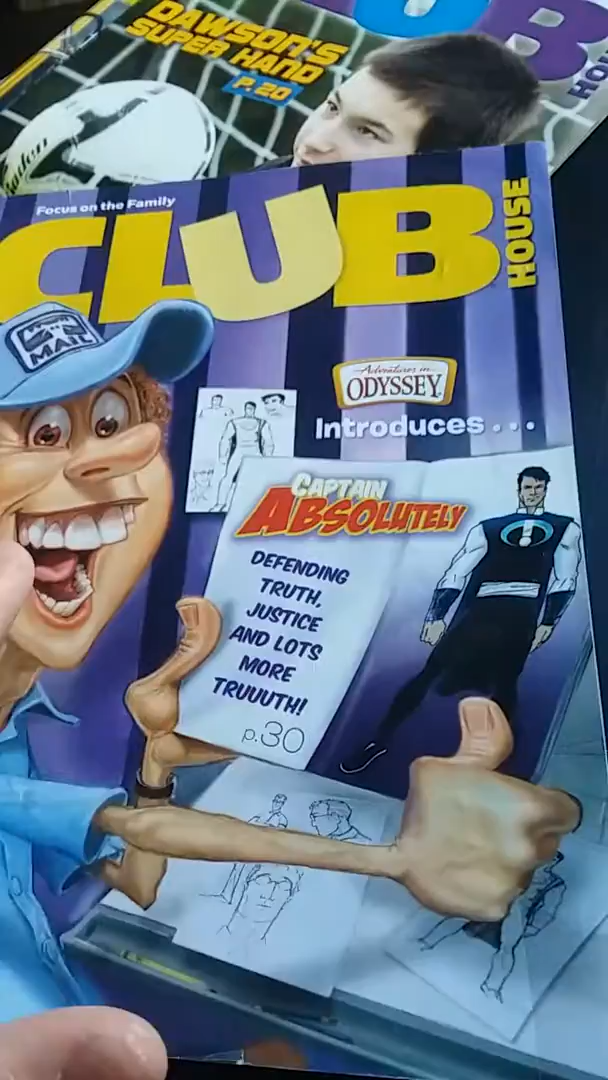 DAWSON'S
SUPER HAND
P.20
UB
HOU
Focus on the Family
CLUB
HOUSE
MAIL
Adventures in
ODYSSEY
Introduces...
CAPTAIN
ABSOLUTELY
DEFENDING
TRUTH,
JUSTICE
AND LOTS
MORE
TRUUUTH!
p.30